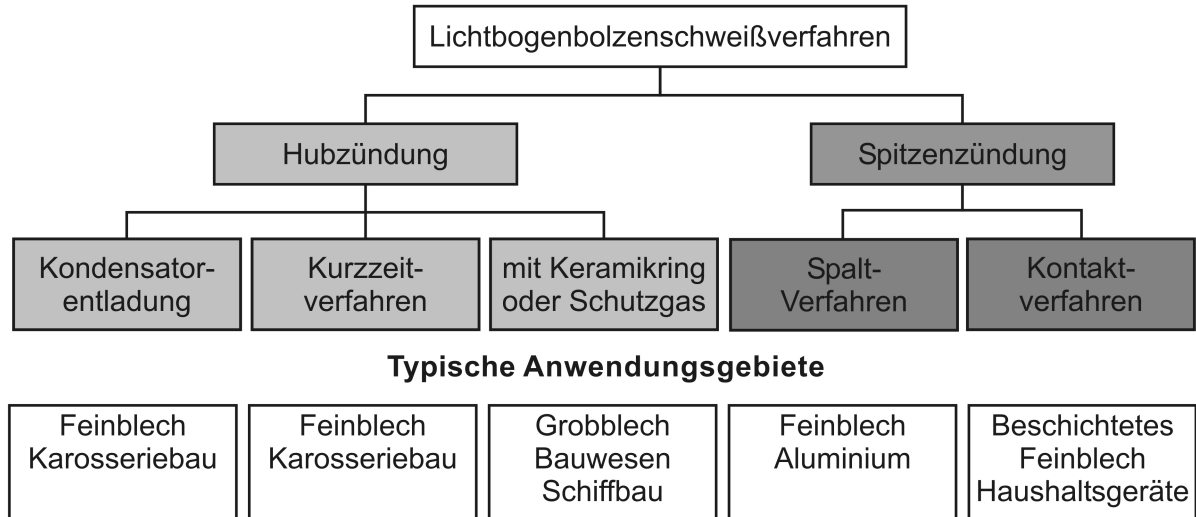 Lichtbogenbolzenschweißverfahren
Hubzündung
Spitzenzündung
Kondensator-
entladung
Kurzzeit-
verfahren
mit Keramikring
oder Schutzgas
Spalt-
Verfahren
Kontakt-
verfahren
Typische Anwendungsgebiete
Feinblech
Karosseriebau
Feinblech
Karosseriebau
Grobblech
Bauwesen
Schiffbau
Feinblech
Aluminium
Beschichtetes
Feinblech
Haushaltsgeräte